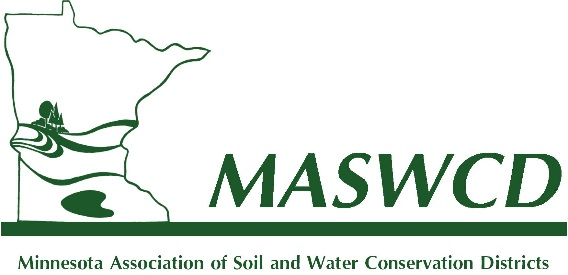 MASWCD
Minnesota Association of Soil and Water Conservation Districts